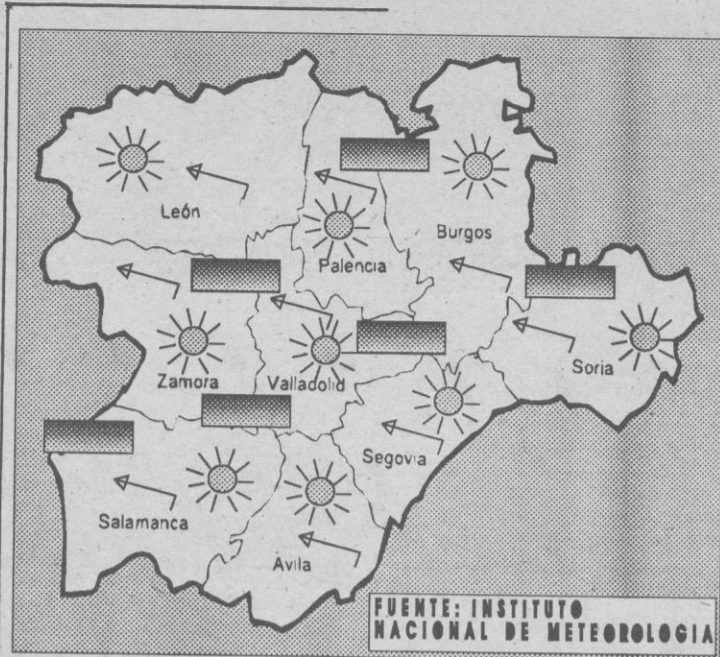 León
Palencia
Burgos
Zamora
Valladolid
Soria
Segovia
Salamanca
Avila
FUENTE: INSTITUTO
NACIONAL DE METEOROLOGIA